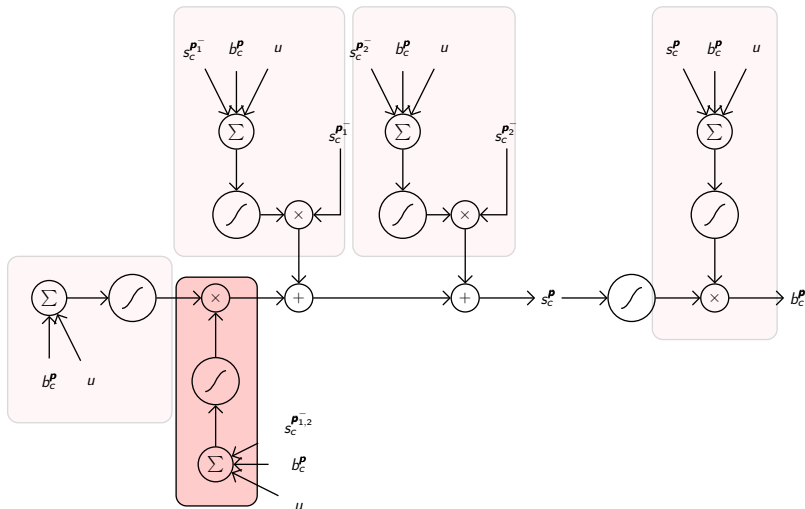 s_c^{p_1^-} b_c^p u s_c^{p_2^-} b_c^p u s_c^p b_c^p u
Σ Σ Σ
s_c^{p_1^-} s_c^{p_2^-}
× ×
Σ × + + s_c^p × b_c^p
b_c^p u
s_c^{p_{1,2}^-}
Σ b_c^p
u